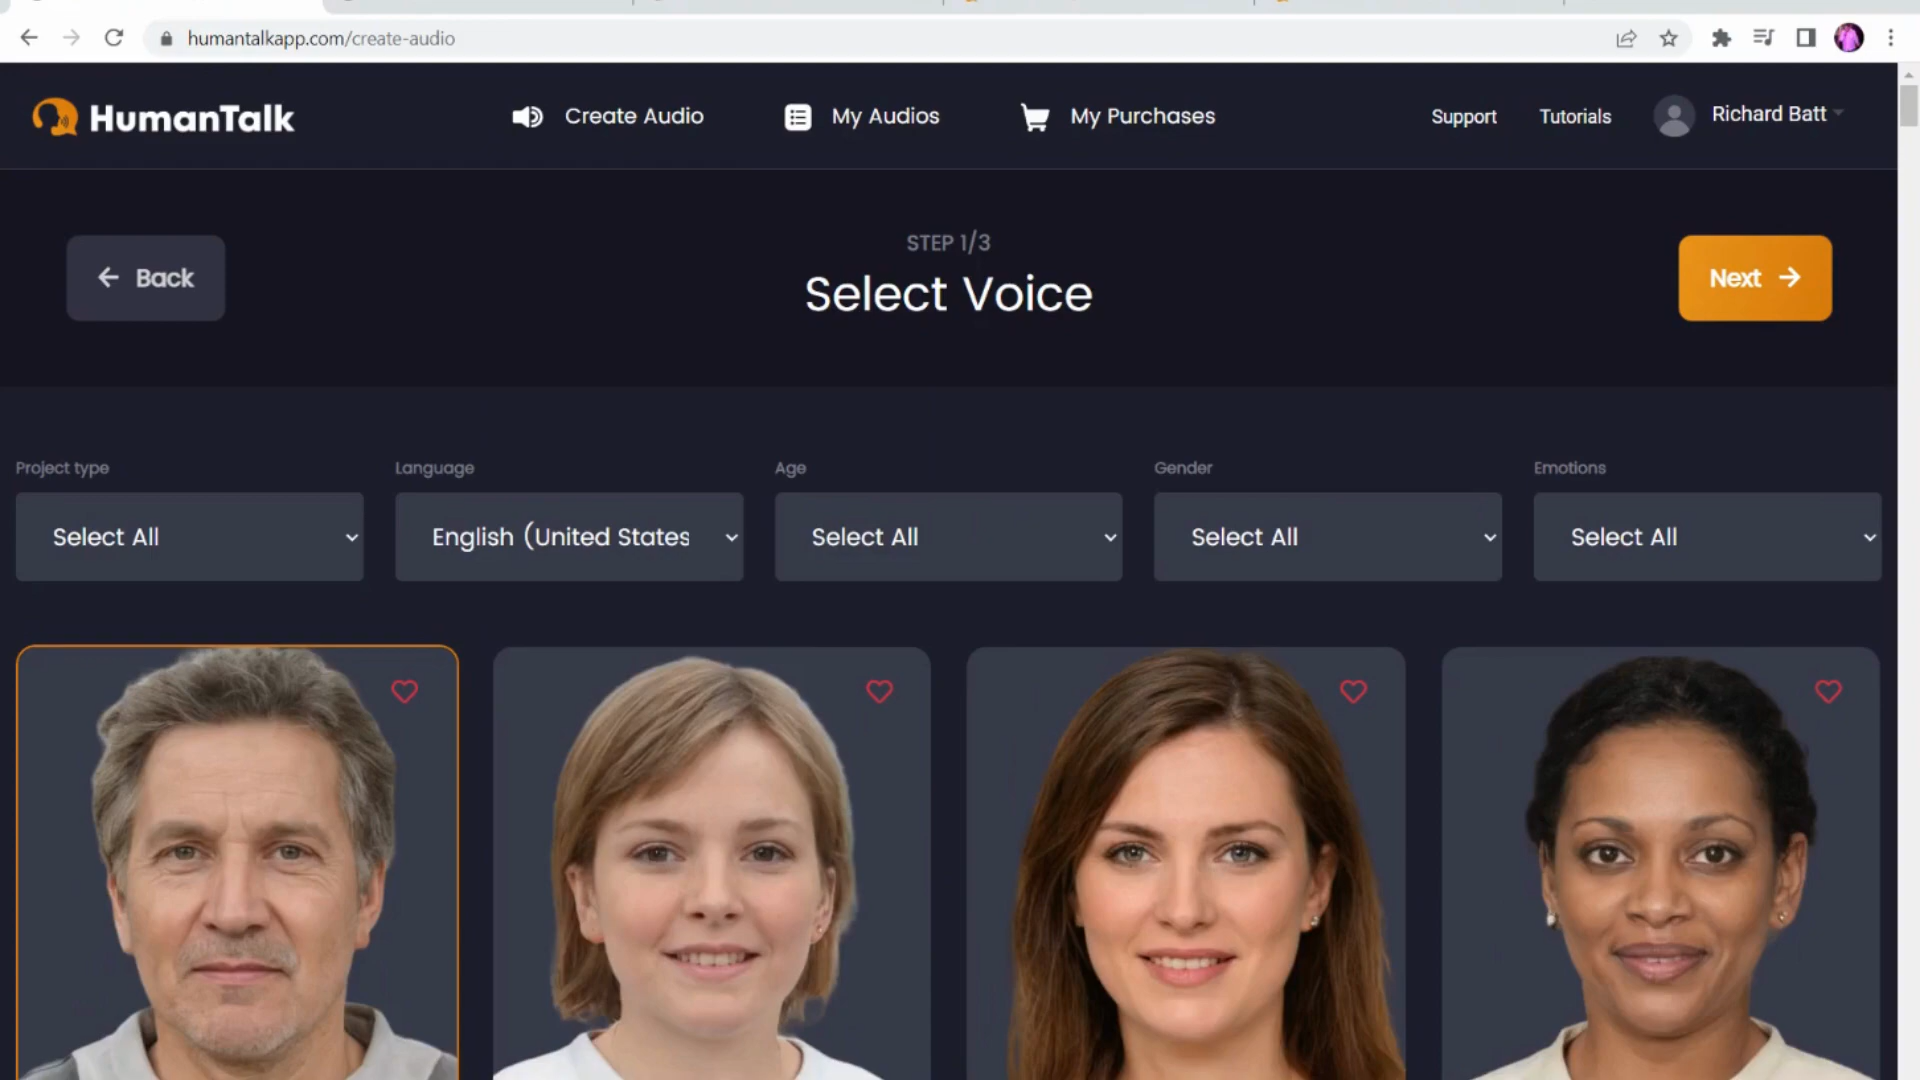 humantalkapp.com/create-audio
HumanTalk
Create Audio
My Audios
My Purchases
Support
Tutorials
Richard Batt
Back
STEP 1/3
Select Voice
Next
Project type
Language
Age
Gender
Emotions
Select All
English (United States
Select All
Select All
Select All